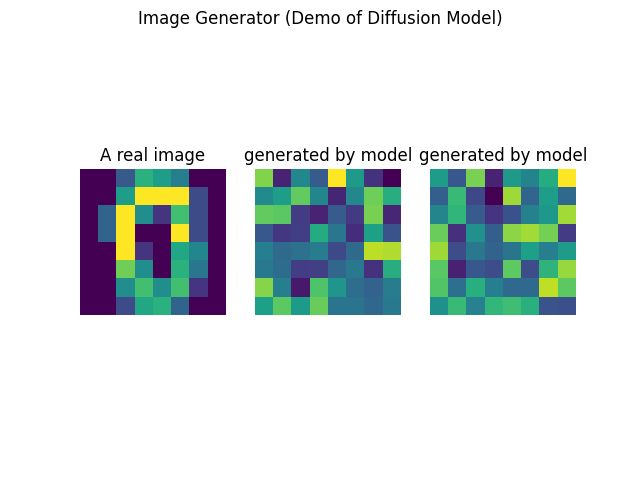 Image Generator (Demo of Diffusion Model)
A real image
generated by model
generated by model